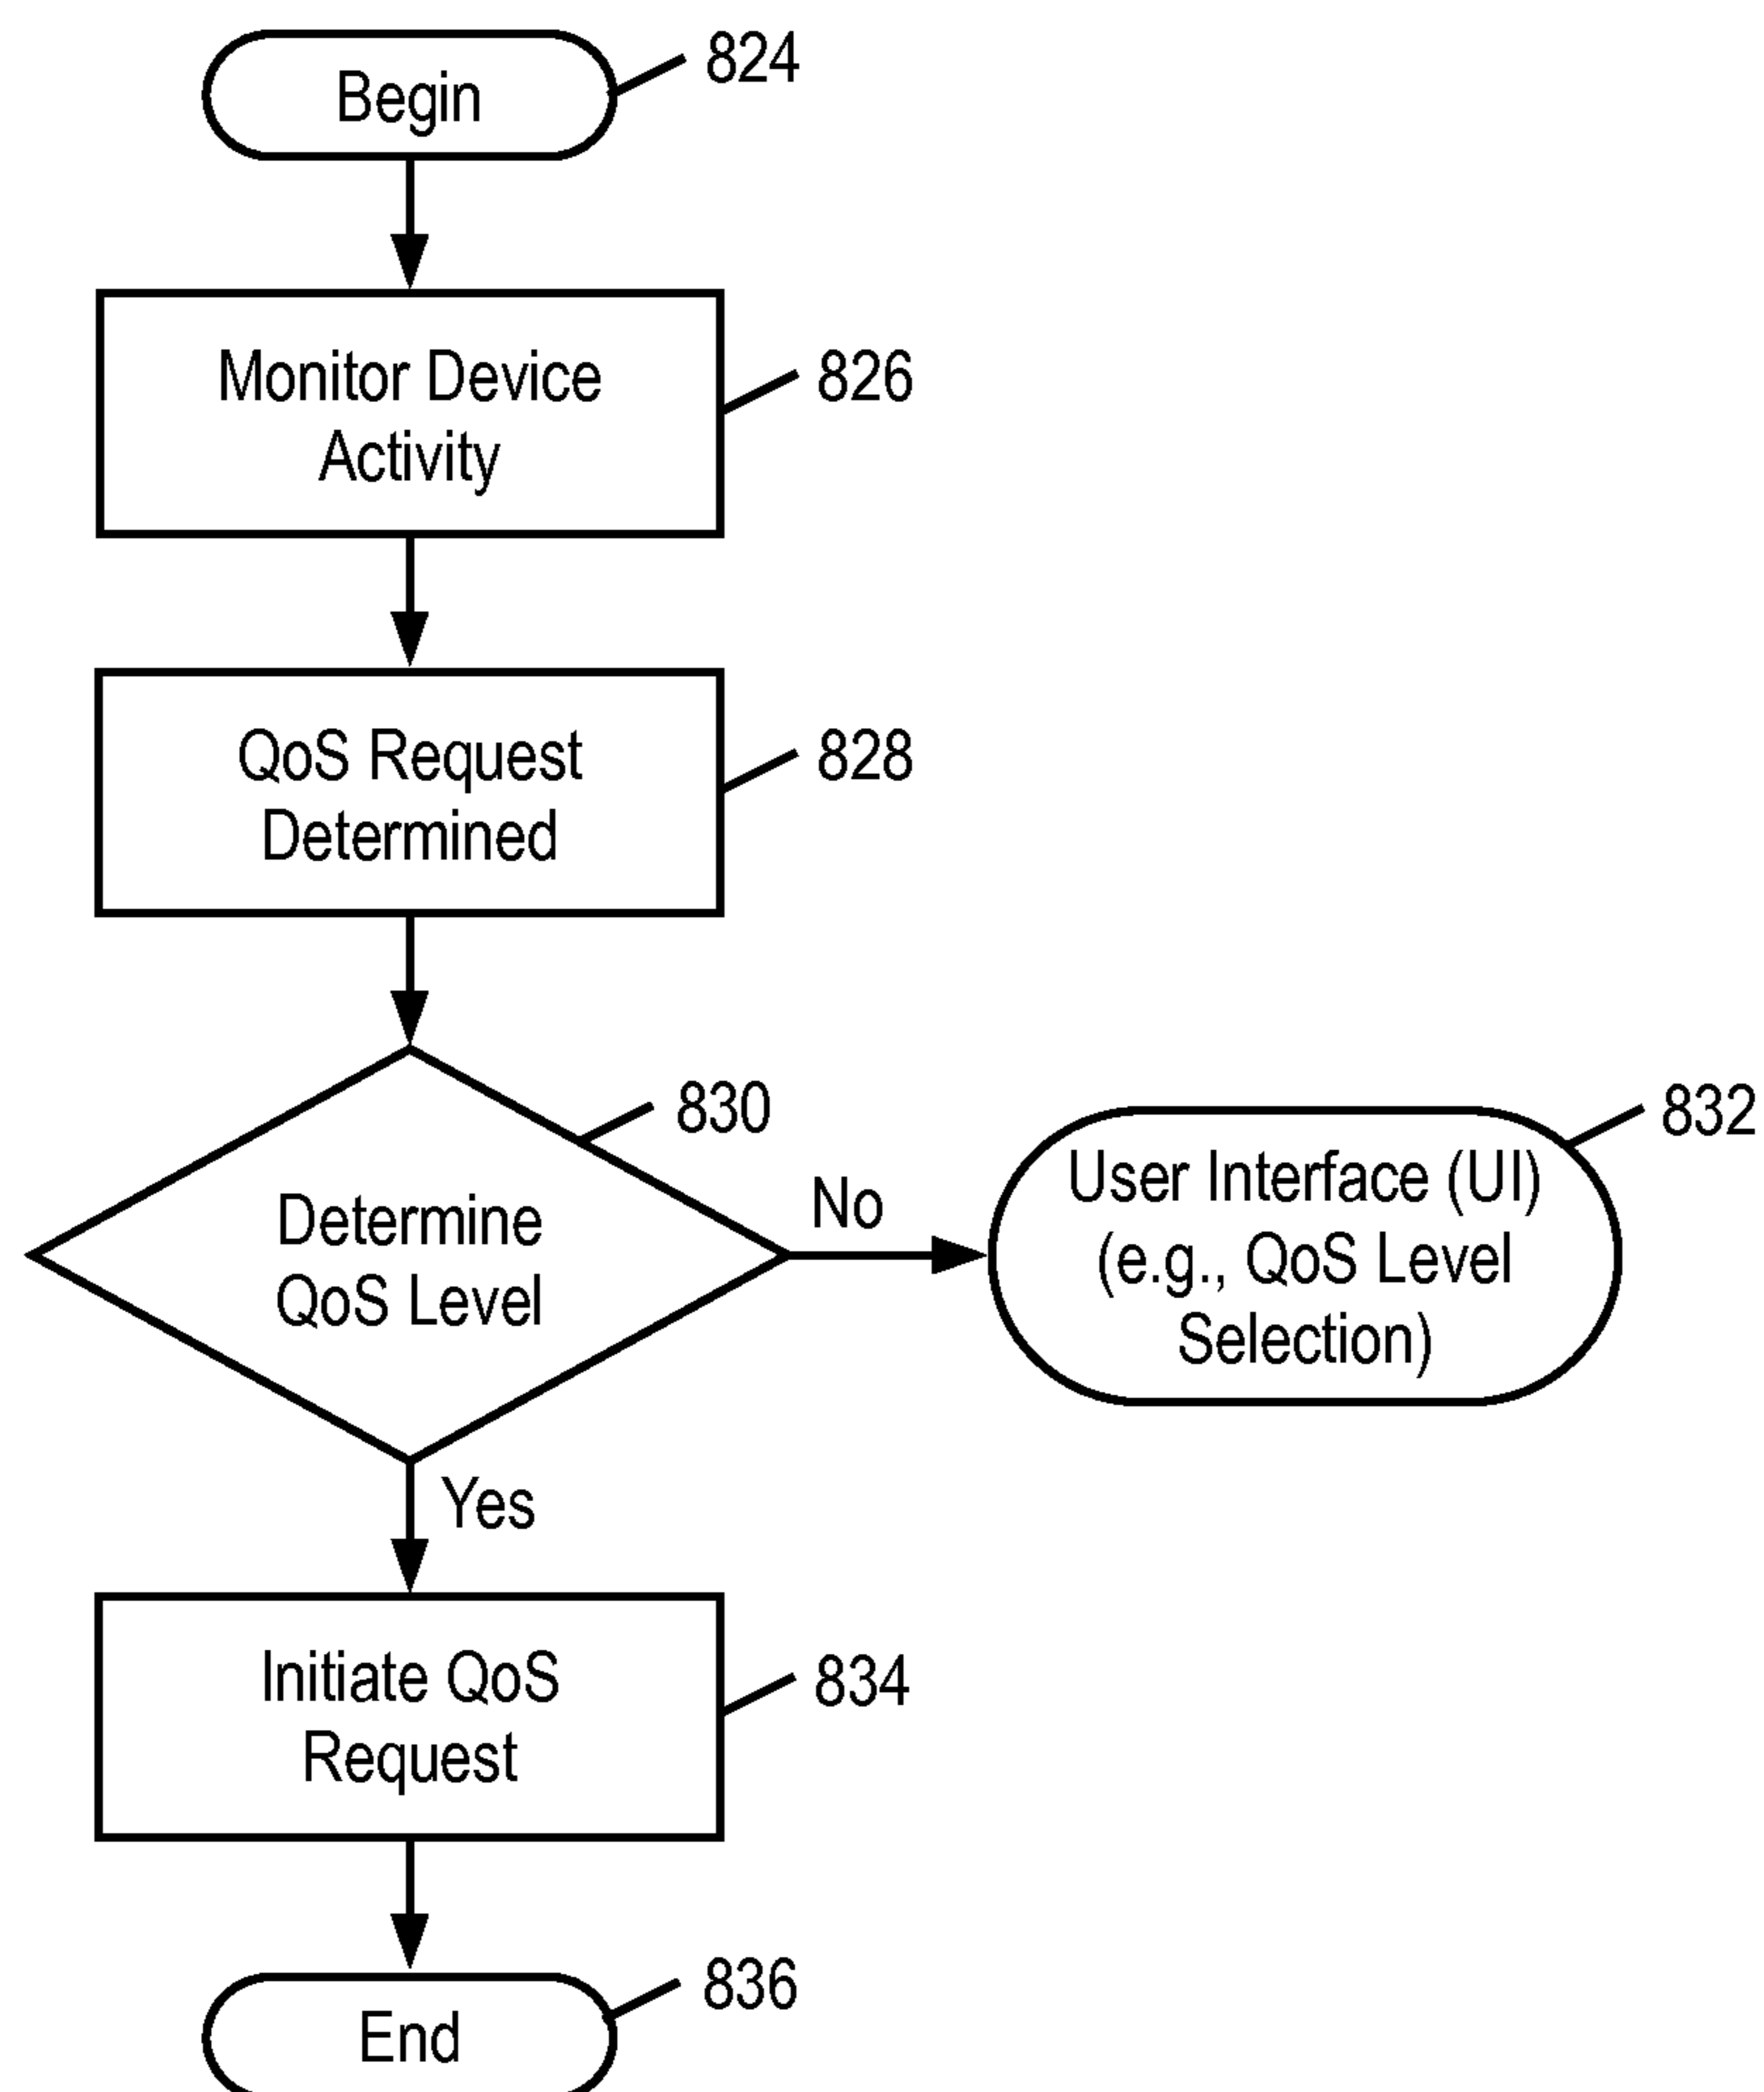 Begin
824
Monitor Device
Activity
826
QoS Request
Determined
828
Determine
QoS Level
830
No
User Interface (UI)
(e.g., QoS Level
Selection)
832
Yes
Initiate QoS
Request
834
End
836